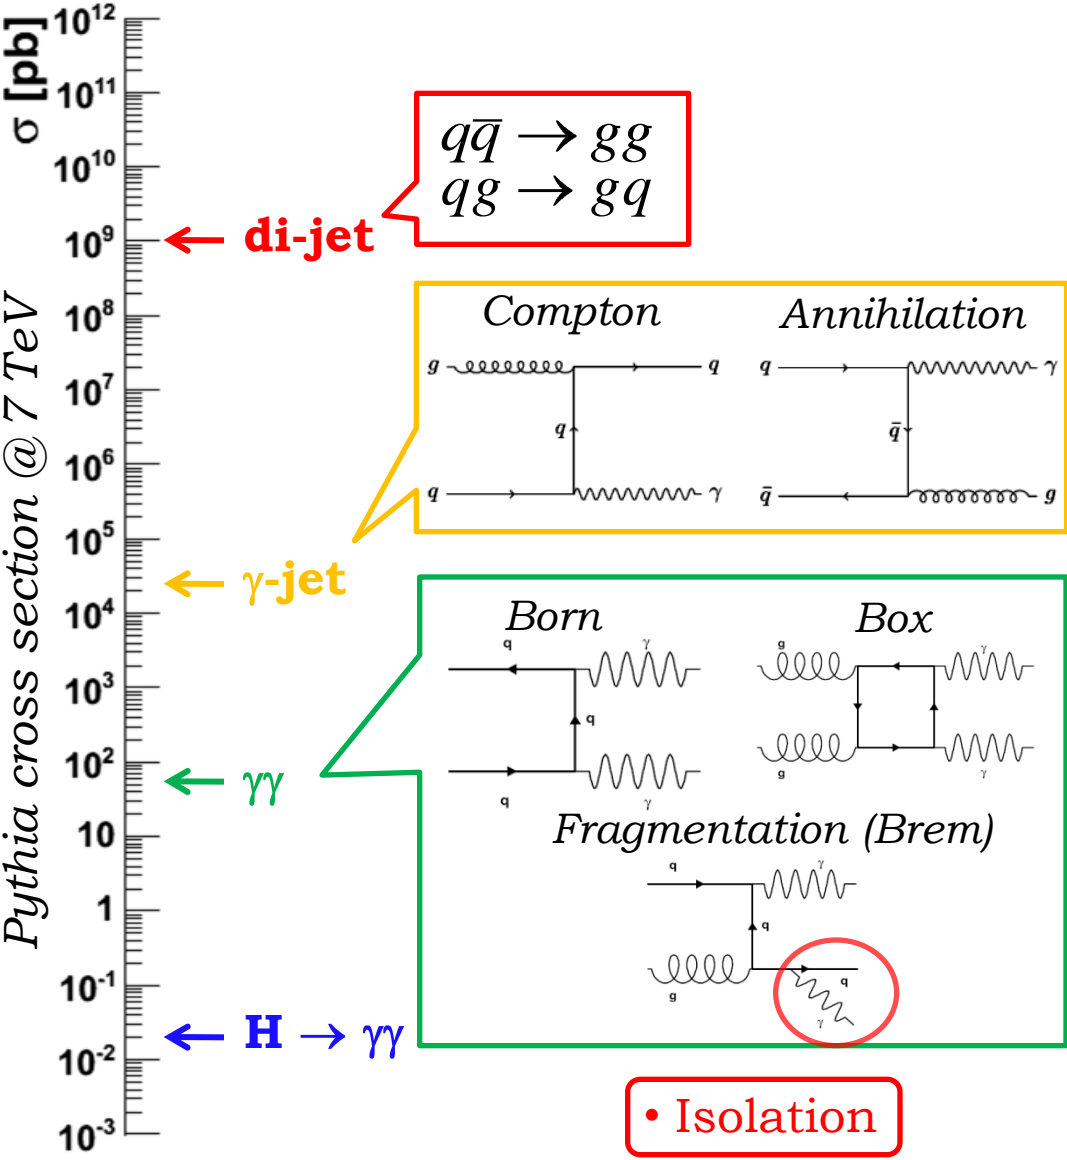 σ [pb]
Pythia cross section @ 7 TeV
10¹²
10¹¹
10¹⁰
10⁹
10⁸
10⁷
10⁶
10⁵
10⁴
10³
10²
10
1
10⁻¹
10⁻²
10⁻³
di-jet
γ-jet
γγ
H → γγ
qq̅ → gg
qg → gq
Compton
g
q
q
q
γ
Annihilation
q
γ
q̄
q̄
g
Born
q
γ
q
q
γ
Box
g
γ
g
γ
Fragmentation (Brem)
q
γ
q
g
q
γ
• Isolation